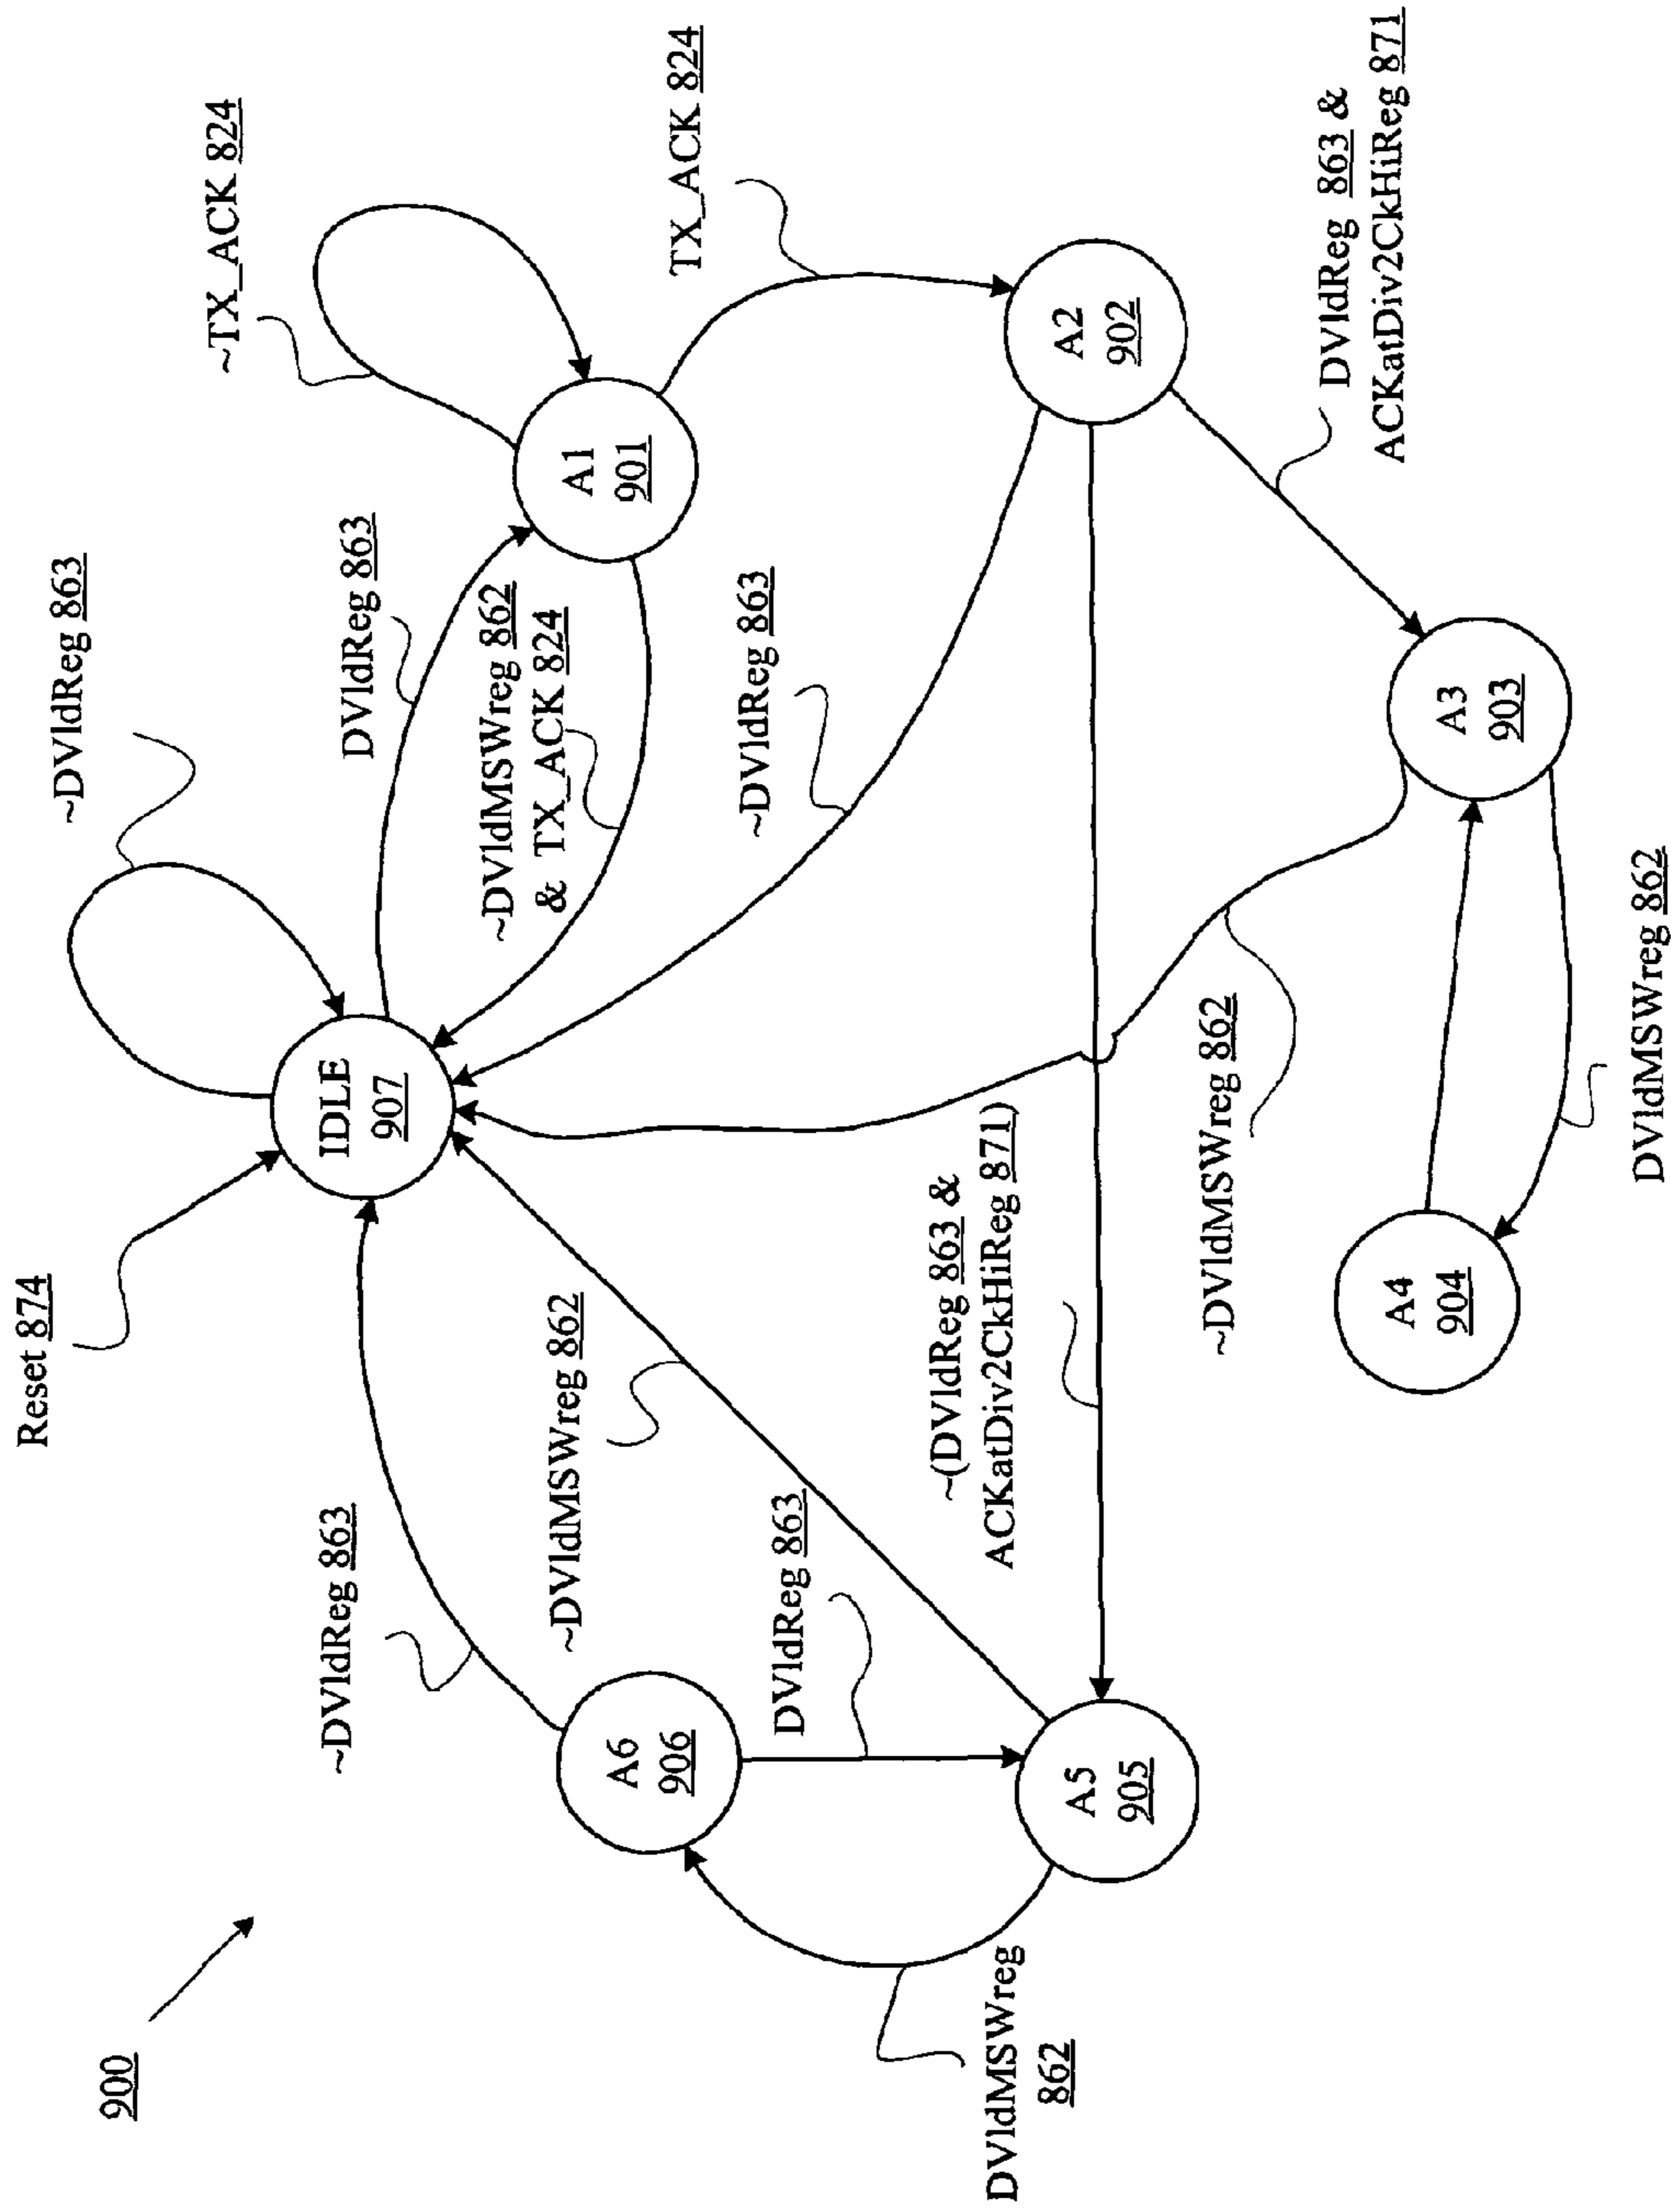 900
Reset 874
~DVldReg 863
~DVldReg 863
IDLE
907
DVldReg 863
~TX_ACK 824
A1
901
~DVldMSWreg 862
& TX_ACK 824
TX_ACK 824
~DVldReg 863
A2
902
~DVldMSWreg 862
A6
906
DVldReg 863
~(DVldReg 863 &
ACKatDiv2CkHiReg 871)
DVldMSWreg
862
A5
905
~DVldMSWreg 862
DVldReg 863 &
ACKatDiv2CkHiReg 871
A3
903
A4
904
DVldMSWreg 862